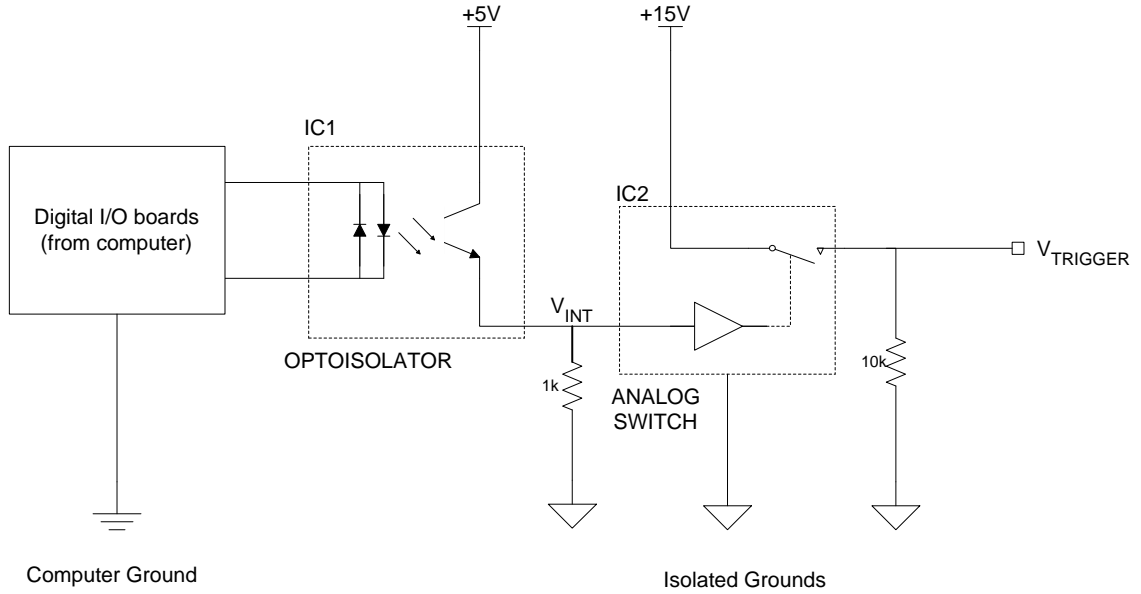 +5V
+15V
IC1
Digital I/O boards
(from computer)
IC2
V_TRIGGER
V_INT
OPTOISOLATOR
1k
10k
ANALOG
SWITCH
Computer Ground
Isolated Grounds